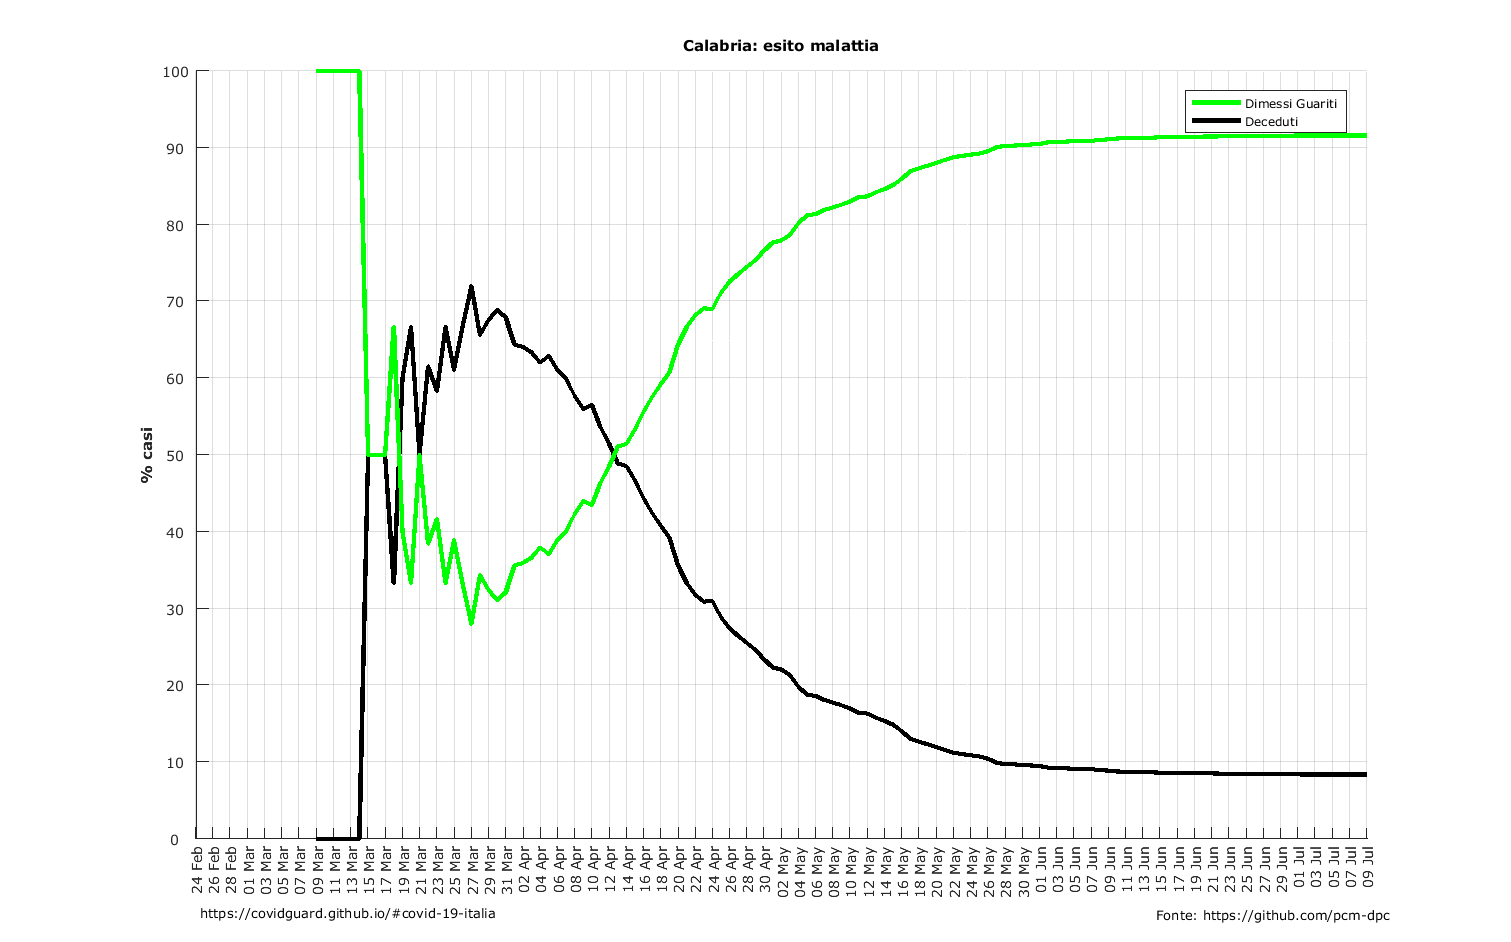 Calabria: esito malattia
Dimessi Guariti
Deceduti
% casi
100
90
80
70
60
50
40
30
20
10
0
24 Feb
26 Feb
28 Feb
01 Mar
03 Mar
05 Mar
07 Mar
09 Mar
11 Mar
13 Mar
15 Mar
17 Mar
19 Mar
21 Mar
23 Mar
25 Mar
27 Mar
29 Mar
31 Mar
02 Apr
04 Apr
06 Apr
08 Apr
10 Apr
12 Apr
14 Apr
16 Apr
18 Apr
20 Apr
22 Apr
24 Apr
26 Apr
28 Apr
30 Apr
02 May
04 May
06 May
08 May
10 May
12 May
14 May
16 May
18 May
20 May
22 May
24 May
26 May
28 May
30 May
01 Jun
03 Jun
05 Jun
07 Jun
09 Jun
11 Jun
13 Jun
15 Jun
17 Jun
19 Jun
21 Jun
23 Jun
25 Jun
27 Jun
29 Jun
01 Jul
03 Jul
05 Jul
07 Jul
09 Jul
https://covidguard.github.io/#covid-19-italia
Fonte: https://github.com/pcm-dpc